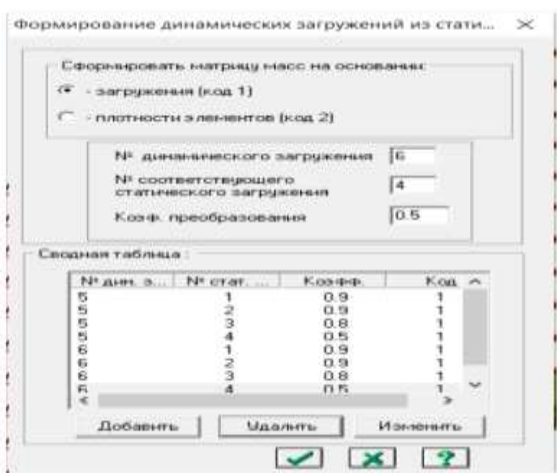 Формирование динамических загружений из стати...
Сформировать матрицу масс на основании:
- загружения (код 1)
- плотности элементов (код 2)
№ динамического загружения 6
№ соответствующего
статического загружения 4
Коэф. преобразования 0.5
Сводная таблица :
№ дин. з... № стат. ... Коэфф. Код
5 1 0.9 1
5 2 0.9 1
5 3 0.8 1
5 4 0.5 1
6 1 0.9 1
6 2 0.9 1
6 3 0.8 1
6 4 0.5 1
Добавить Удалить Изменить
?